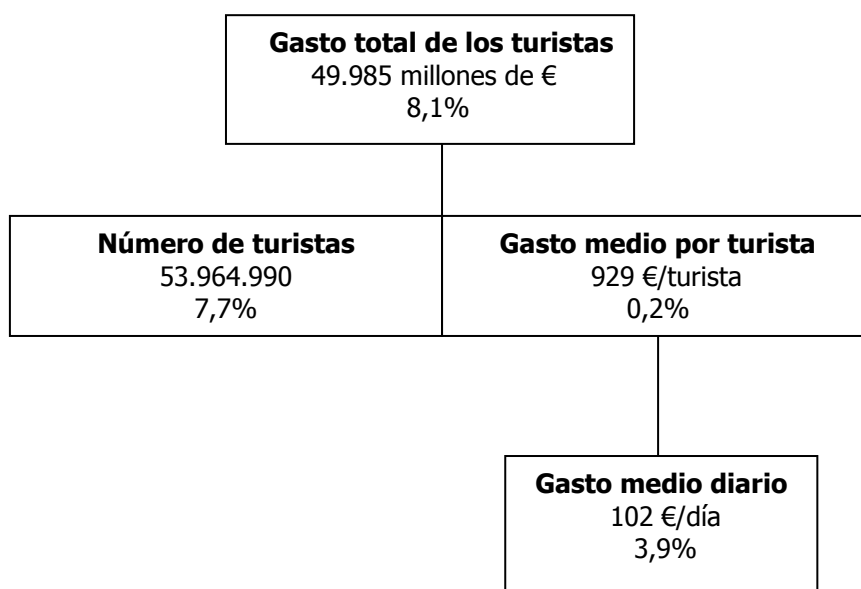 Gasto total de los turistas
49.985 millones de €
8,1%
Número de turistas
53.964.990
7,7%
Gasto medio por turista
929 €/turista
0,2%
Gasto medio diario
102 €/día
3,9%